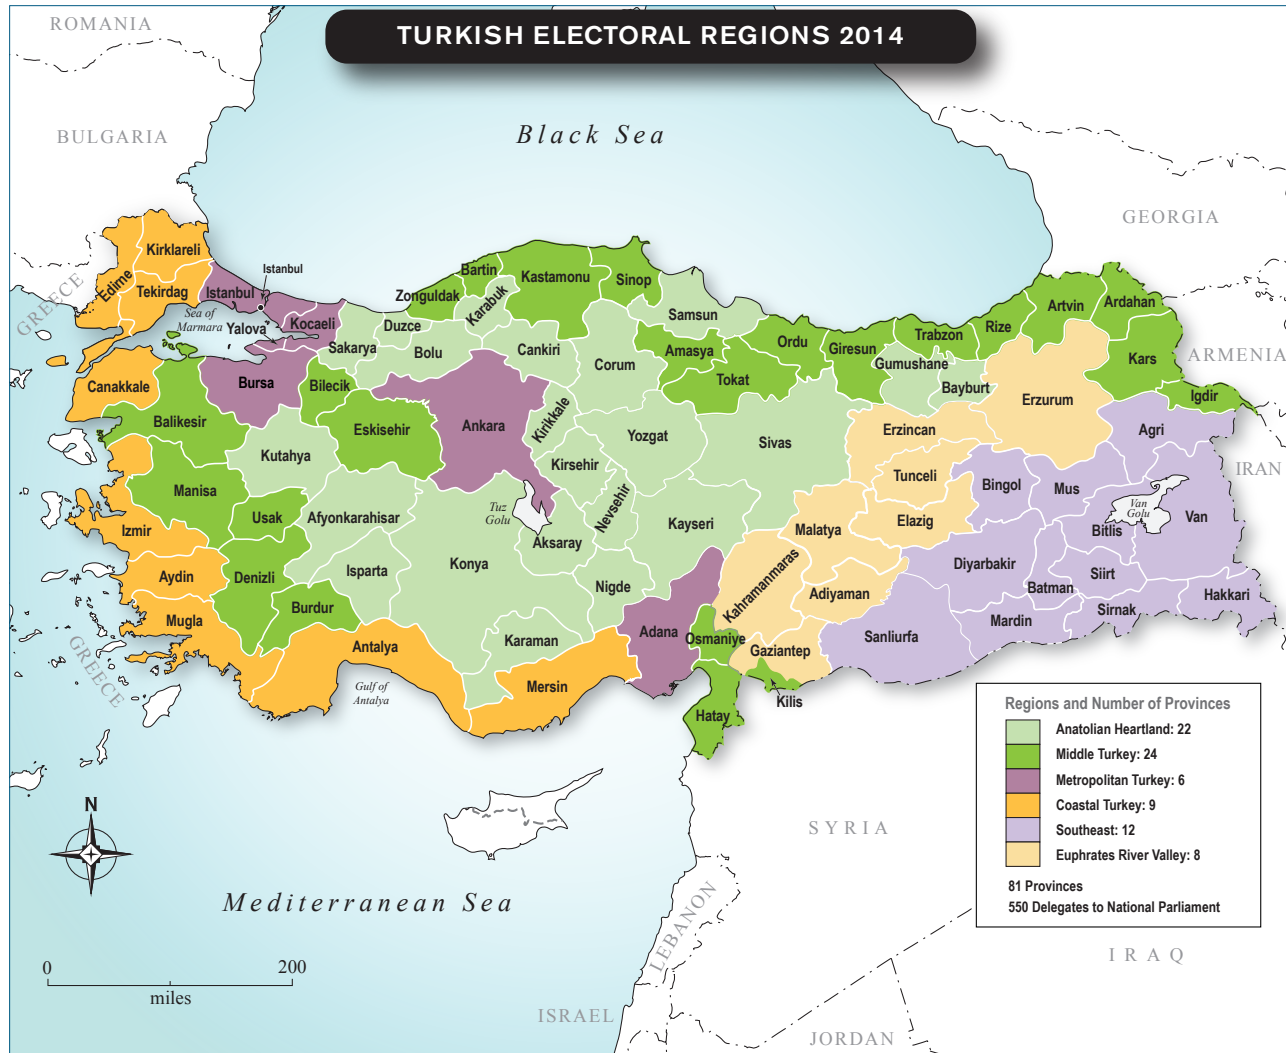 TURKISH ELECTORAL REGIONS 2014
ROMANIA
BULGARIA
Black Sea
GEORGIA
GREECE
ARMENIA
IRAN
Kirklareli
Edime
Tekirdag
Istanbul
Istanbul
Sea of
Marmara
Yalova
Kocaeli
Canakkale
Bursa
Bilecik
Sakarya
Duzce
Bolu
Zonguldak
Bartin
Karabuk
Kastamonu
Sinop
Samsun
Cankiri
Corum
Amasya
Tokat
Ordu
Giresun
Trabzon
Gumushane
Bayburt
Rize
Artvin
Ardahan
Kars
Igdir
Erzurum
Erzincan
Agri
Balikesir
Eskisehir
Ankara
Kirikkale
Yozgat
Sivas
Kutahya
Kirsehir
Tunceli
Bingol
Mus
Manisa
Usak
Afyonkarahisar
Tuz
Golu
Nevsehir
Kayseri
Malatya
Elazig
Bitlis
Van
Golu
Van
Izmir
Aksaray
Aydin
Denizli
Isparta
Konya
Nigde
Kahramanmaras
Adiyaman
Diyarbakir
Batman
Siirt
Hakkari
Mugla
Burdur
Antalya
Karaman
Mersin
Adana
Osmaniye
Gaziantep
Sanliurfa
Mardin
Sirnak
Kilis
Hatay
GREECE
Gulf of
Antalya
Regions and Number of Provinces
Anatolian Heartland: 22
Middle Turkey: 24
Metropolitan Turkey: 6
Coastal Turkey: 9
Southeast: 12
Euphrates River Valley: 8
81 Provinces
550 Delegates to National Parliament
N
SYRIA
Mediterranean Sea
LEBANON
IRAQ
0 200
miles
ISRAEL
JORDAN